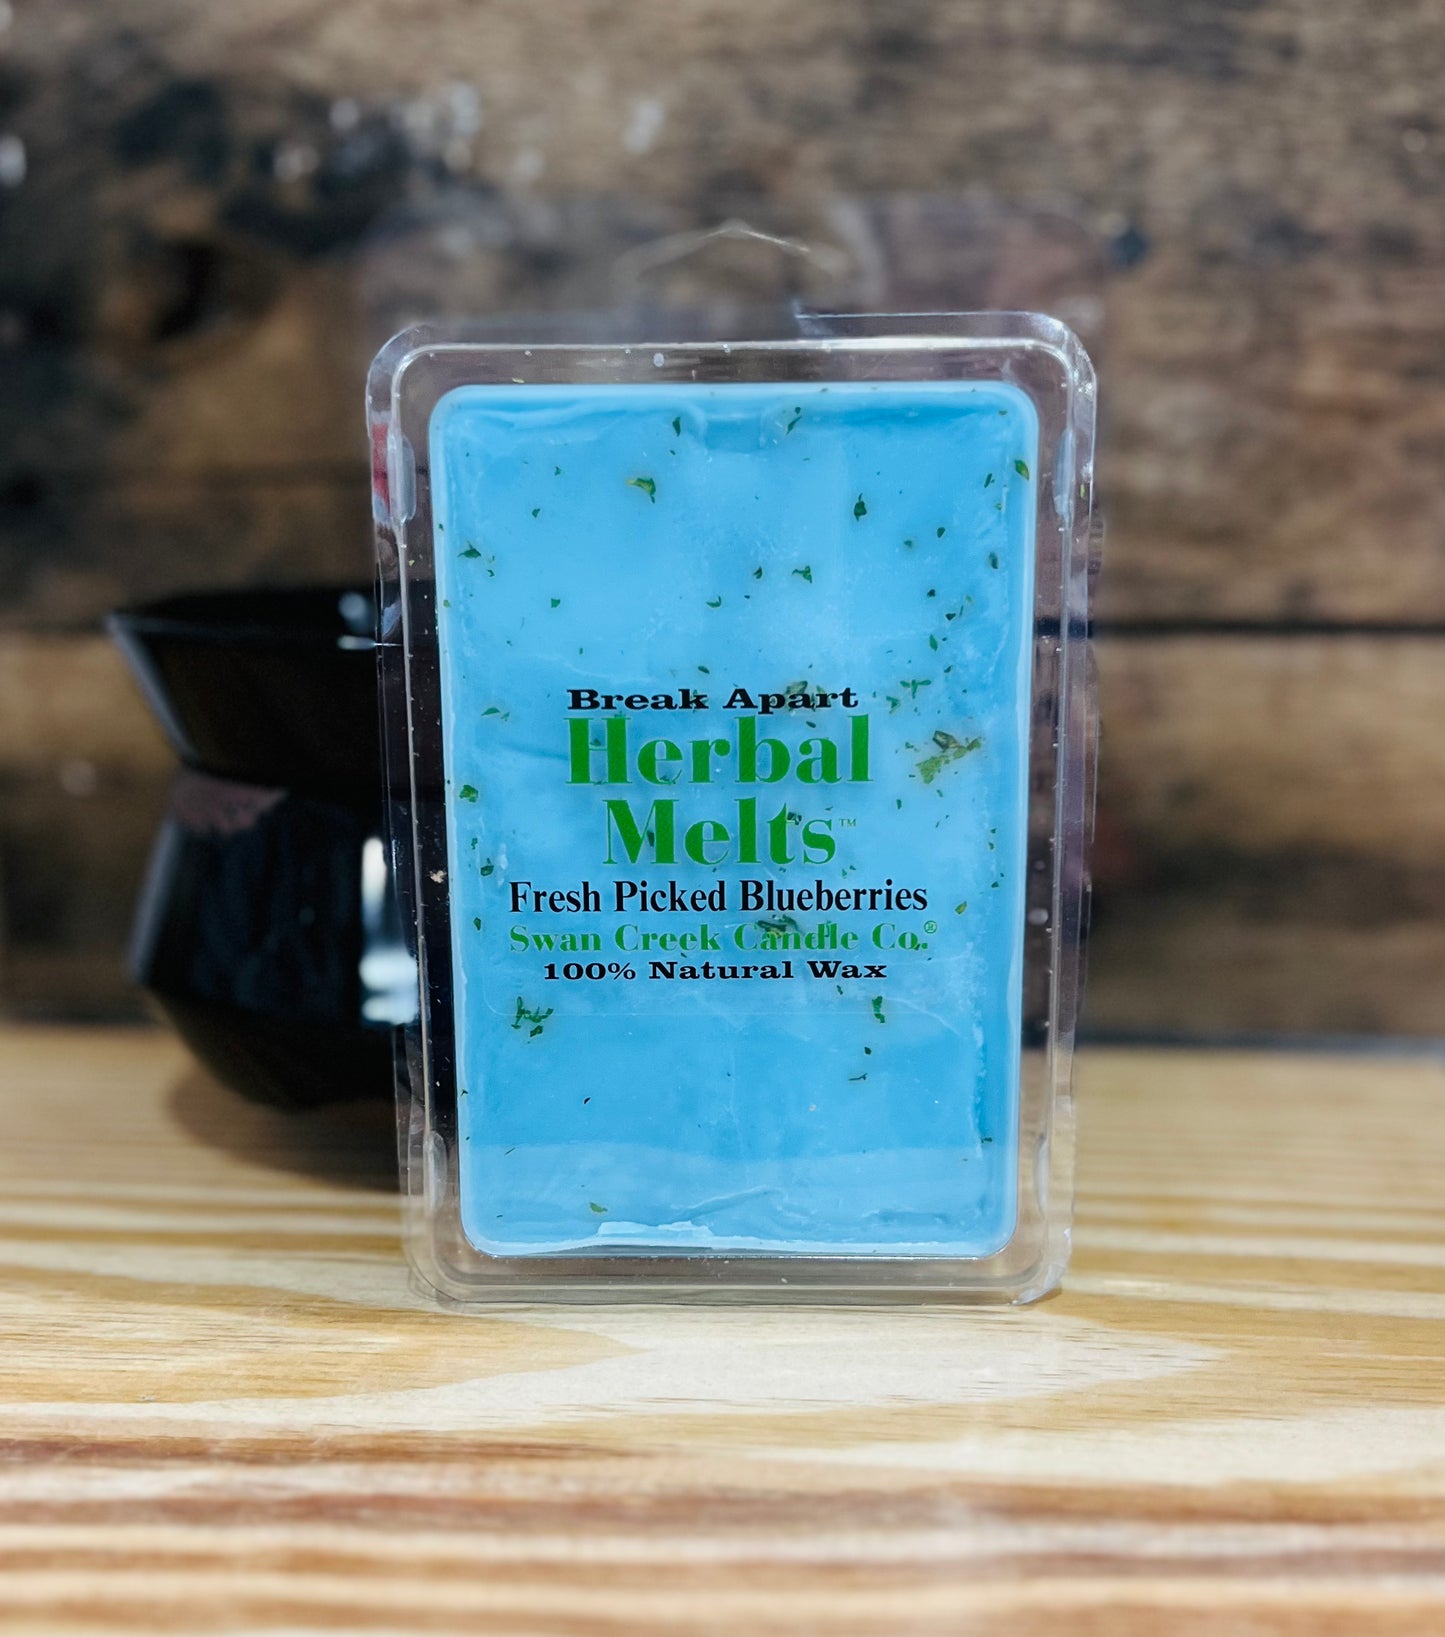 Break Apart
Herbal
Melts™
Fresh Picked Blueberries
Swan Creek Candle Co.®
100% Natural Wax